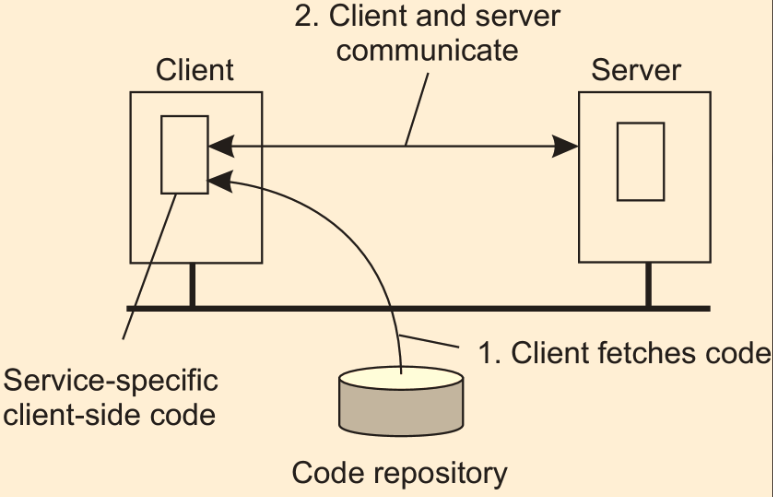 2. Client and server
communicate
Client
Server
1. Client fetches code
Service-specific
client-side code
Code repository